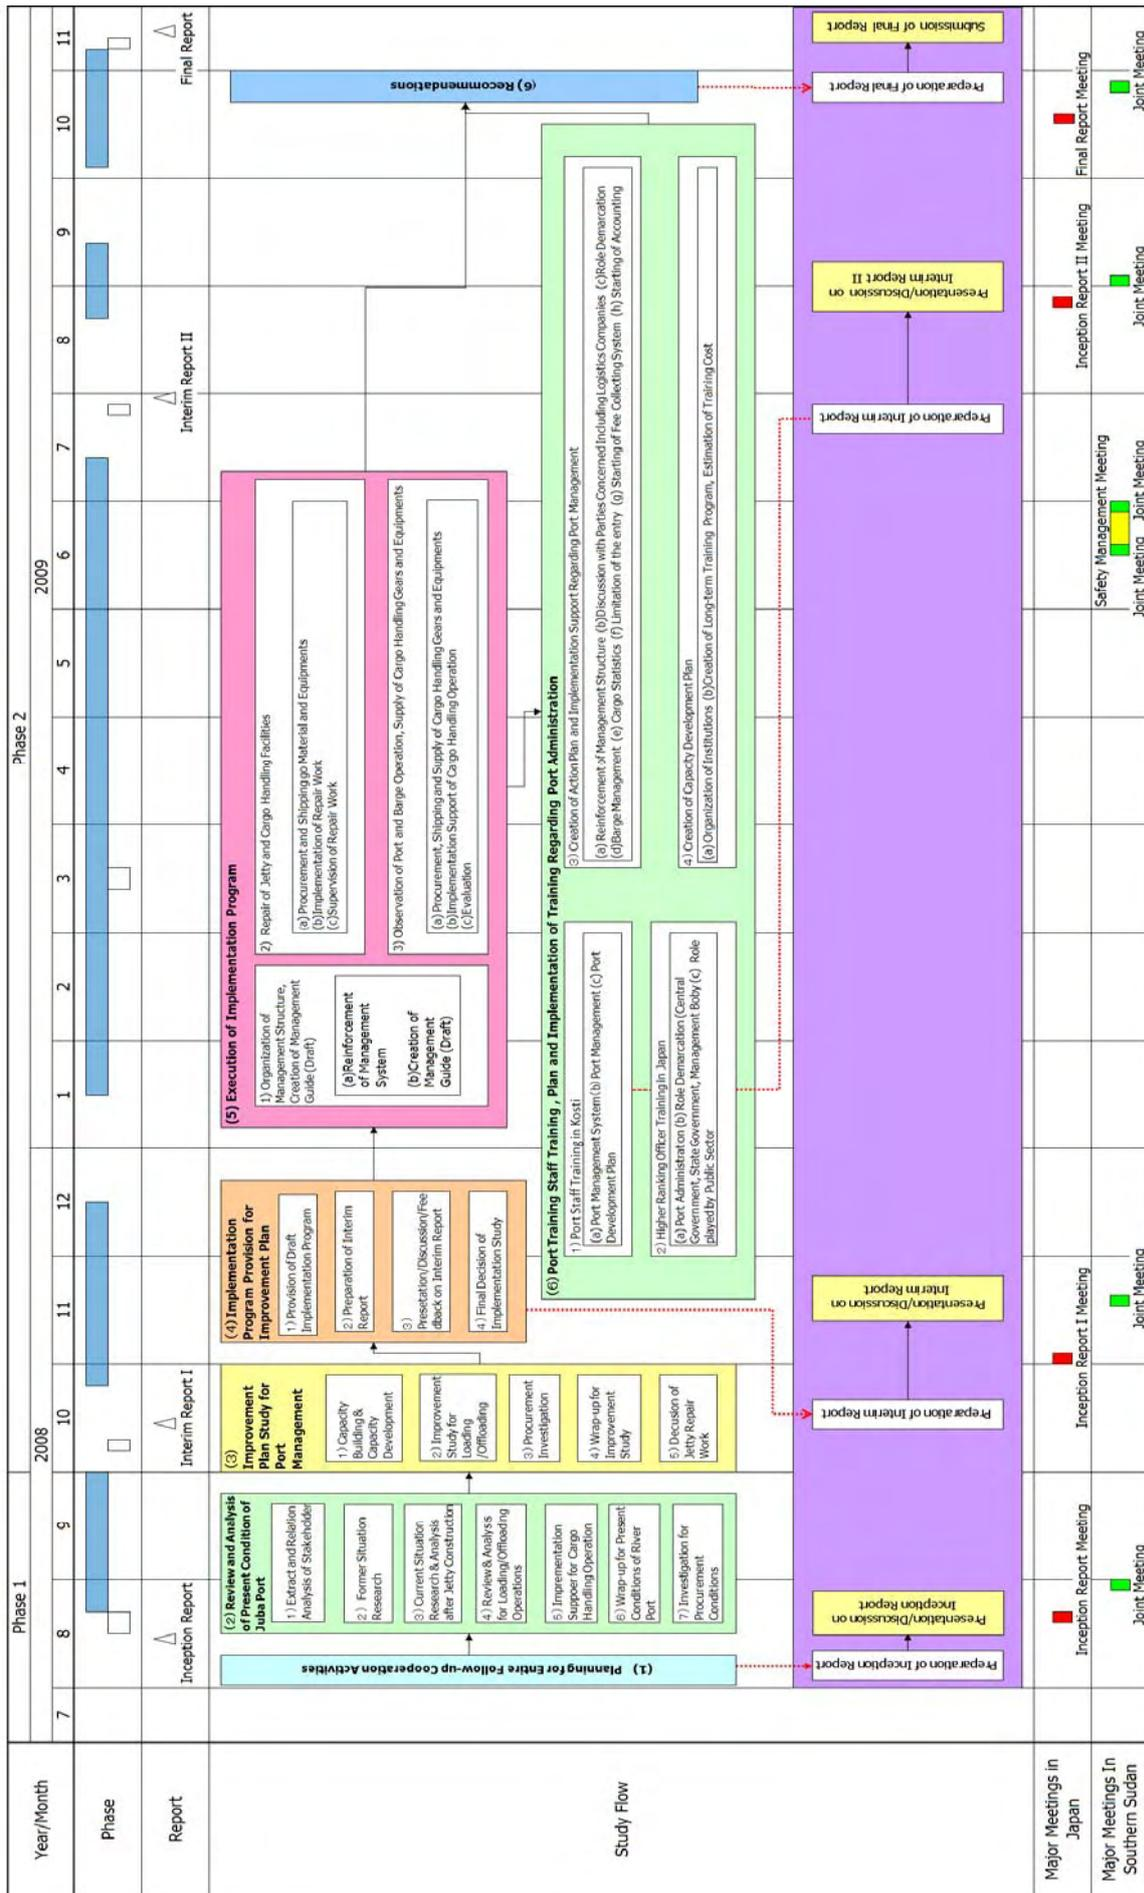 Phase 1
Phase 2
Year/Month
2008
2009
7
8
9
10
11
12
1
2
3
4
5
6
7
8
9
10
11
Phase
Report
Inception Report
Interim Report I
Interim Report II
Final Report
Study Flow
(1) Planning for Entire Follow-up Cooperation Activities
(2) Review and Analysis
of Present Condition of
Juba Port
1) Extract and Relation
Analysis of Stakeholder
2) Former Situation
Research
3) Current Situation
Research & Analysis
after Jetty Construction
4) Review & Analysis
for Loading/Offloading
Operations
5) Imprementation
Suppoer for Cargo
Handling Operation
6) Wrap-up for Present
Conditions of River
Port
7) Investigation for
Procurement
Conditions
(3)
Improvement
Plan Study for
Port
Management
1) Capacity
Building &
Capacity
Development
2) Improvement
Study for
Loading
/Offloading
3) Procurement
Investigation
4) Wrap-up for
Improvement
Study
5) Decusion of
Jetty Repair
Work
(4) Implementation
Program Provision for
Improvement Plan
1) Provision of Draft
Implementation Program
2) Preparation of Interim
Report
3)
Presetation/Discussion/Fee
dback on Interim Report
4) Final Decision of
Implementation Study
(5) Execution of Implementation Program
1) Organization of
Management Structure,
Creation of Management
Guide (Draft)
(a)Reinforcement
of Management
System
(b)Creation of
Management
Guide (Draft)
2) Repair of Jetty and Cargo Handling Facilities
(a)Procurement and Shipping go Material and Equipments
(b)Implementation of Repair Work
(c)Supervision of Repair Work
3) Observation of Port and Barge Operation, Supply of Cargo Handling Gears and Equipments
(a)Procurement, Shipping and Supply of Cargo Handling Gears and Equipments
(b)Implementation Support of Cargo Handling Operation
(c)Evaluation
(6) Port Training Staff Training , Plan and Implementation of Training Regarding Port Administration
1) Port Staff Training in Kosti
(a)Port Management System(b) Port Management (c) Port
Development Plan
2) Higher Ranking Officer Training in Japan
(a) Port Administraton (b) Role Demarcation (Central
Government, State Government, Management Boby (c) Role
played by Public Sector
3) Creation of Action Plan and Implementation Support Regarding Port Management
(a)Reinforcement of Management Structure (b)Discussion with Parties Concerned Including Logistics Companies (c)Role Demarcation
(d)Barge Management (e) Cargo Statistics (f) Limitation of the entry (g) Starting of Fee Collecting System (h) Starting of Accounting
4) Creation of Capacity Development Plan
(a)Organization of Institutions (b)Creation of Long-term Training Program, Estimation of Training Cost
(6) Recommendations
Preparation of Inception Report
Presentation/Discussion on
Inception Report
Preparation of Interim Report
Presentation/Discussion on
Interim Report
Preparation of Interim Report
Presentation/Discussion on
Interim Report II
Preparation of Final Report
Submission of Final Report
Major Meetings in
Japan
Inception Report Meeting
Inception Report I Meeting
Inception Report II Meeting
Final Report Meeting
Major Meetings In
Southern Sudan
Joint Meeting
Joint Meeting
Safety Management Meeting
Joint Meeting
Joint Meeting
Joint Meeting
Joint Meeting